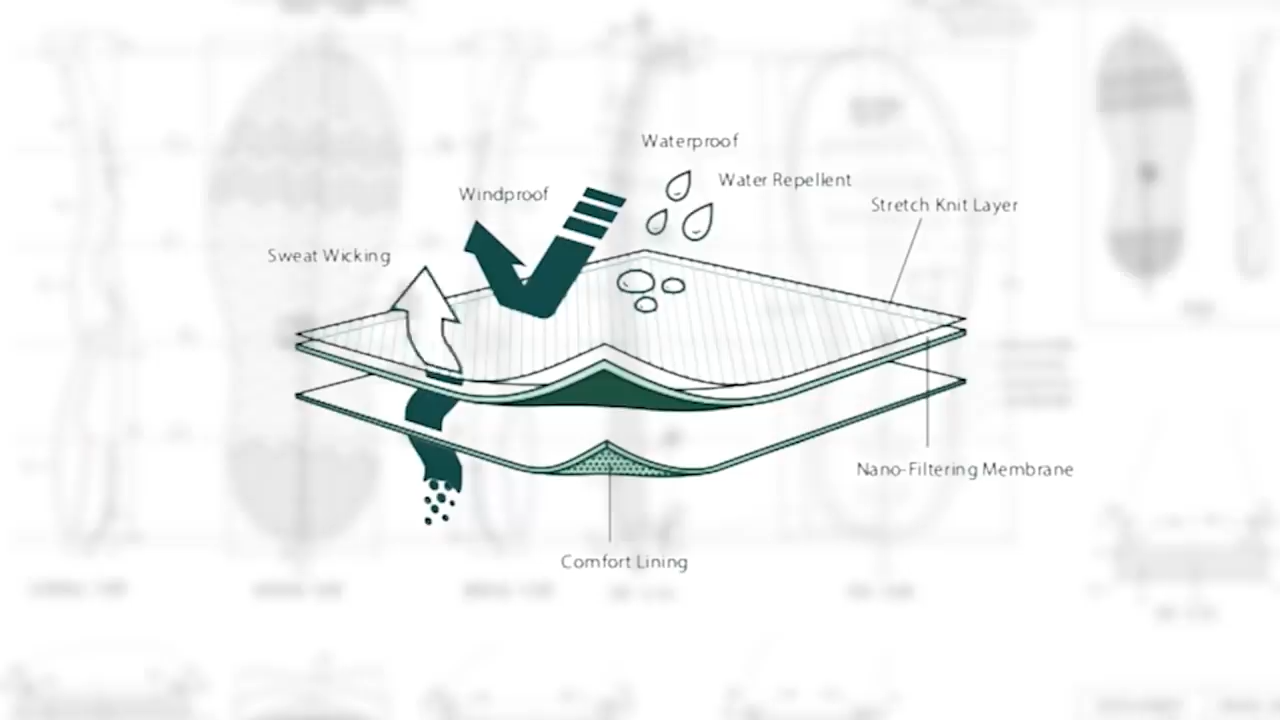 Waterproof
Water Repellent
Windproof
Stretch Knit Layer
Sweat Wicking
Nano-Filtering Membrane
Comfort Lining